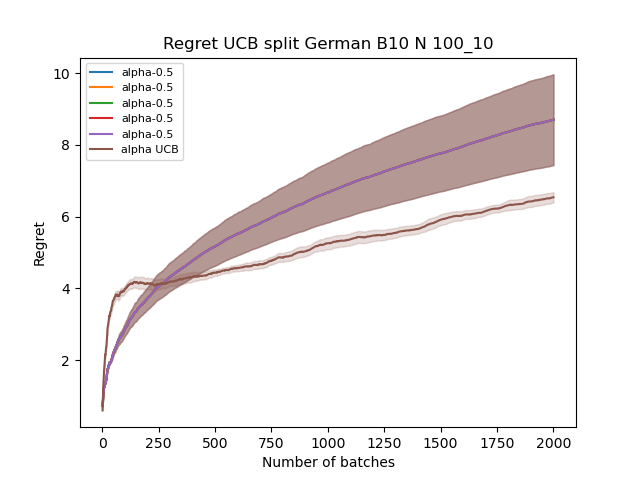 Regret UCB split German B10 N 100_10
alpha-0.5
alpha-0.5
alpha-0.5
alpha-0.5
alpha-0.5
alpha UCB
10
8
6
4
2
Regret
0 250 500 750 1000 1250 1500 1750 2000
Number of batches